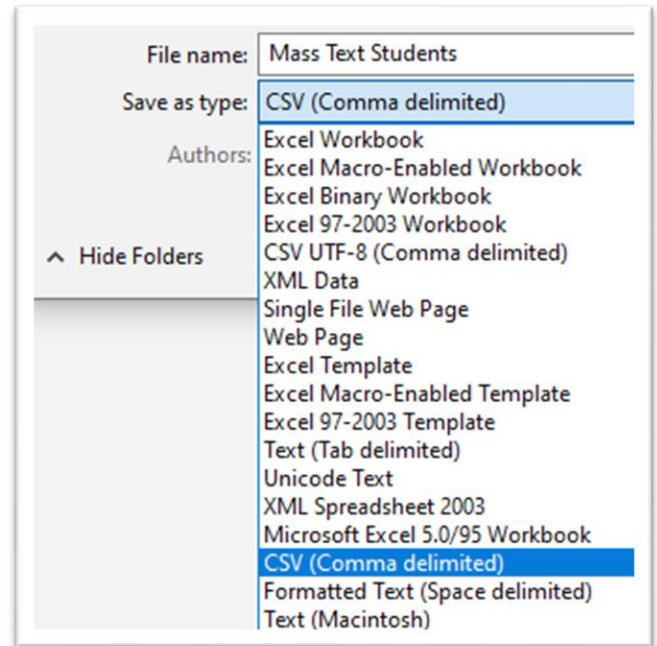 File name: Mass Text Students
Save as type: CSV (Comma delimited)
Authors:
Excel Workbook
Excel Macro-Enabled Workbook
Excel Binary Workbook
Excel 97-2003 Workbook
Hide Folders
CSV UTF-8 (Comma delimited)
XML Data
Single File Web Page
Web Page
Excel Template
Excel Macro-Enabled Template
Excel 97-2003 Template
Text (Tab delimited)
Unicode Text
XML Spreadsheet 2003
Microsoft Excel 5.0/95 Workbook
CSV (Comma delimited)
Formatted Text (Space delimited)
Text (Macintosh)